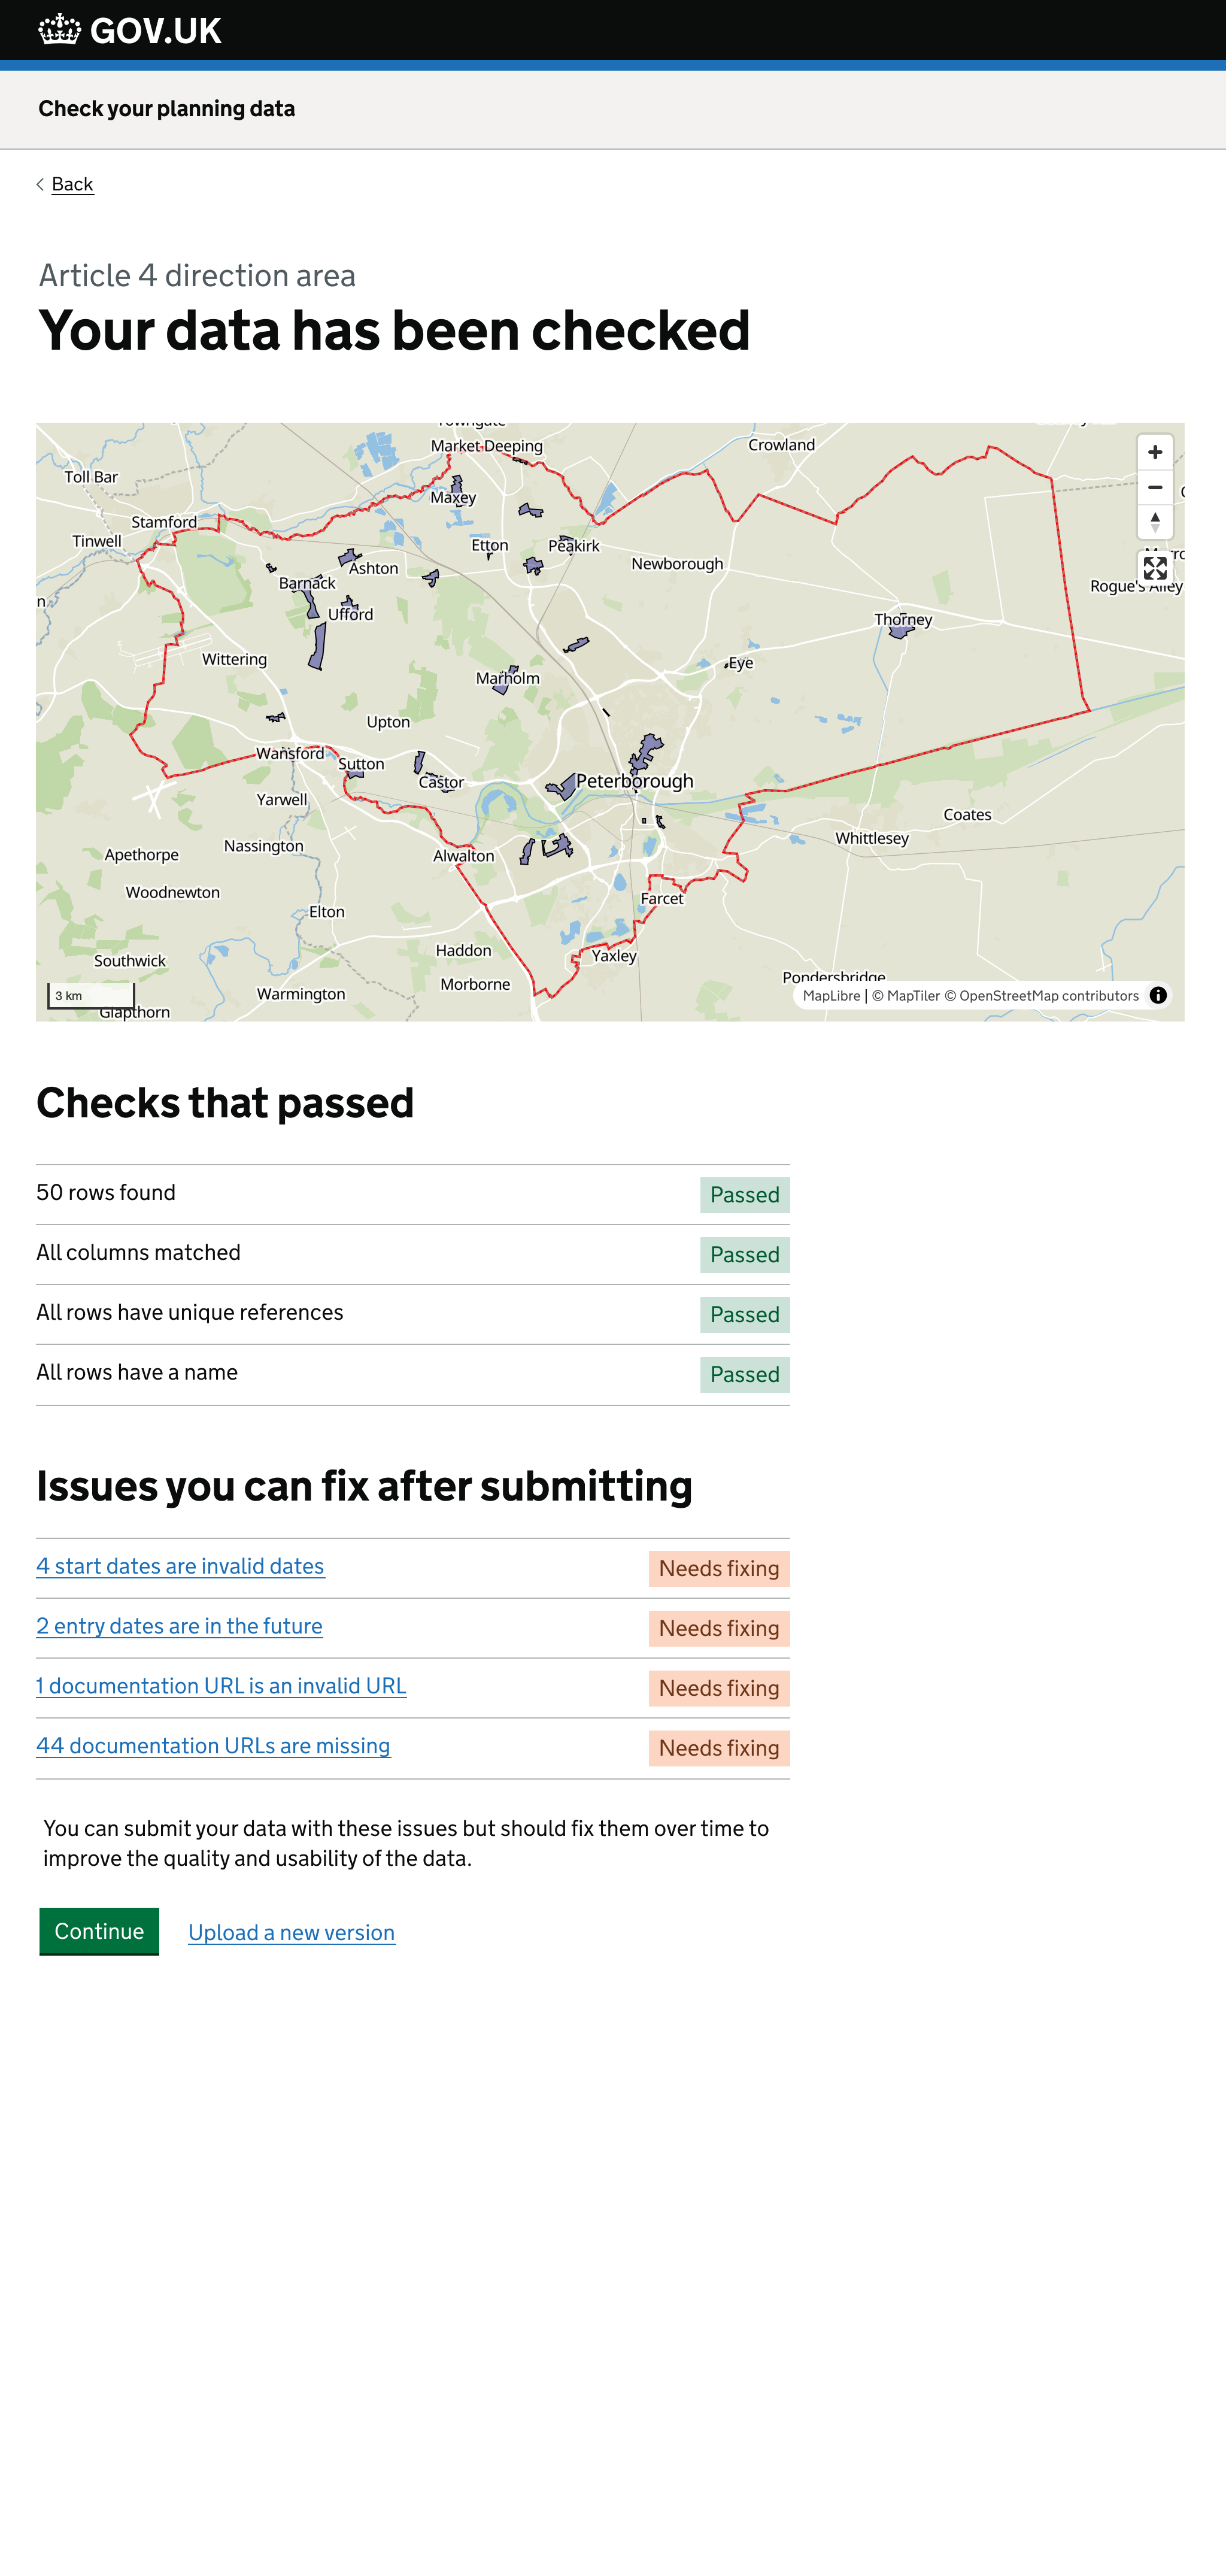 GOV.UK
Check your planning data
Back
Article 4 direction area
Your data has been checked
Market Deeping
Crowland
Toll Bar
Maxey
Stamford
Tinwell
Etton
Peakirk
Newborough
Ashton
Barnack
Rogue's Alley
Ufford
Thorney
Wittering
Eye
Marholm
Upton
Wansford
Sutton
Castor
Peterborough
Yarwell
Coates
Whittlesey
Nassington
Apethorpe
Alwalton
Woodnewton
Farcet
Elton
Haddon
Yaxley
Southwick
Pondersbridge
Morborne
Warmington
3 km
MapLibre | © MapTiler © OpenStreetMap contributors
Glapthorn
Checks that passed
50 rows found Passed
All columns matched Passed
All rows have unique references Passed
All rows have a name Passed
Issues you can fix after submitting
4 start dates are invalid dates Needs fixing
2 entry dates are in the future Needs fixing
1 documentation URL is an invalid URL Needs fixing
44 documentation URLs are missing Needs fixing
You can submit your data with these issues but should fix them over time to
improve the quality and usability of the data.
Continue Upload a new version